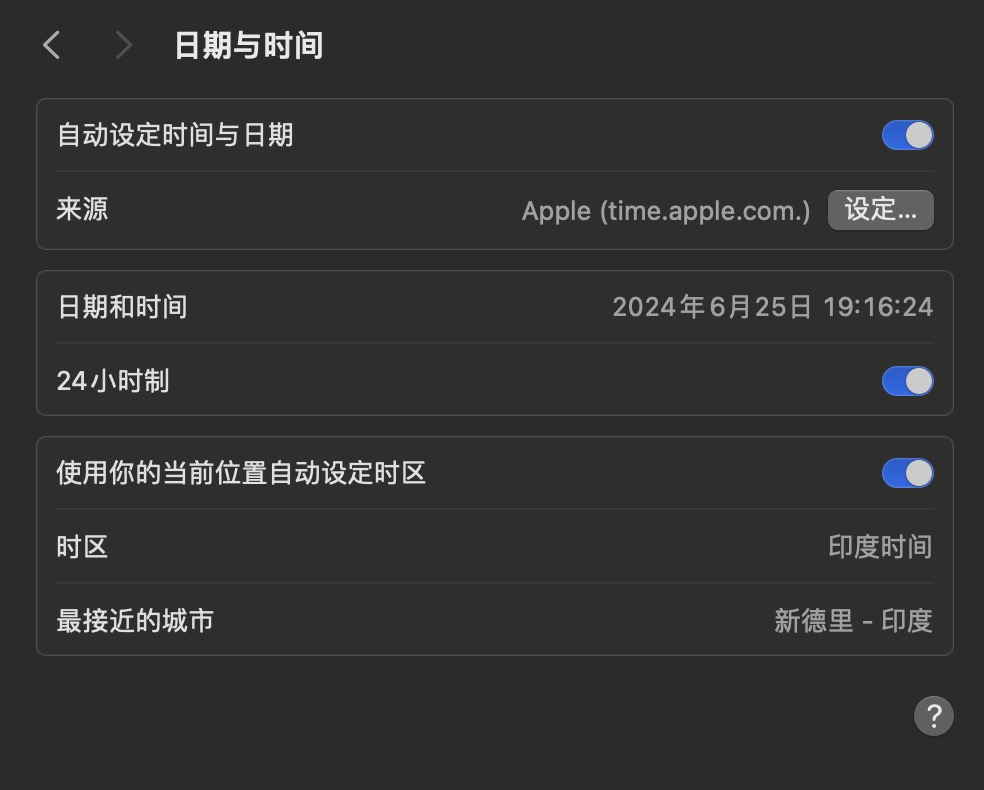 日期与时间
自动设定时间与日期
来源 Apple (time.apple.com.) 设定...
日期和时间 2024年6月25日 19:16:24
24小时制
使用你的当前位置自动设定时区
时区 印度时间
最接近的城市 新德里 - 印度
?